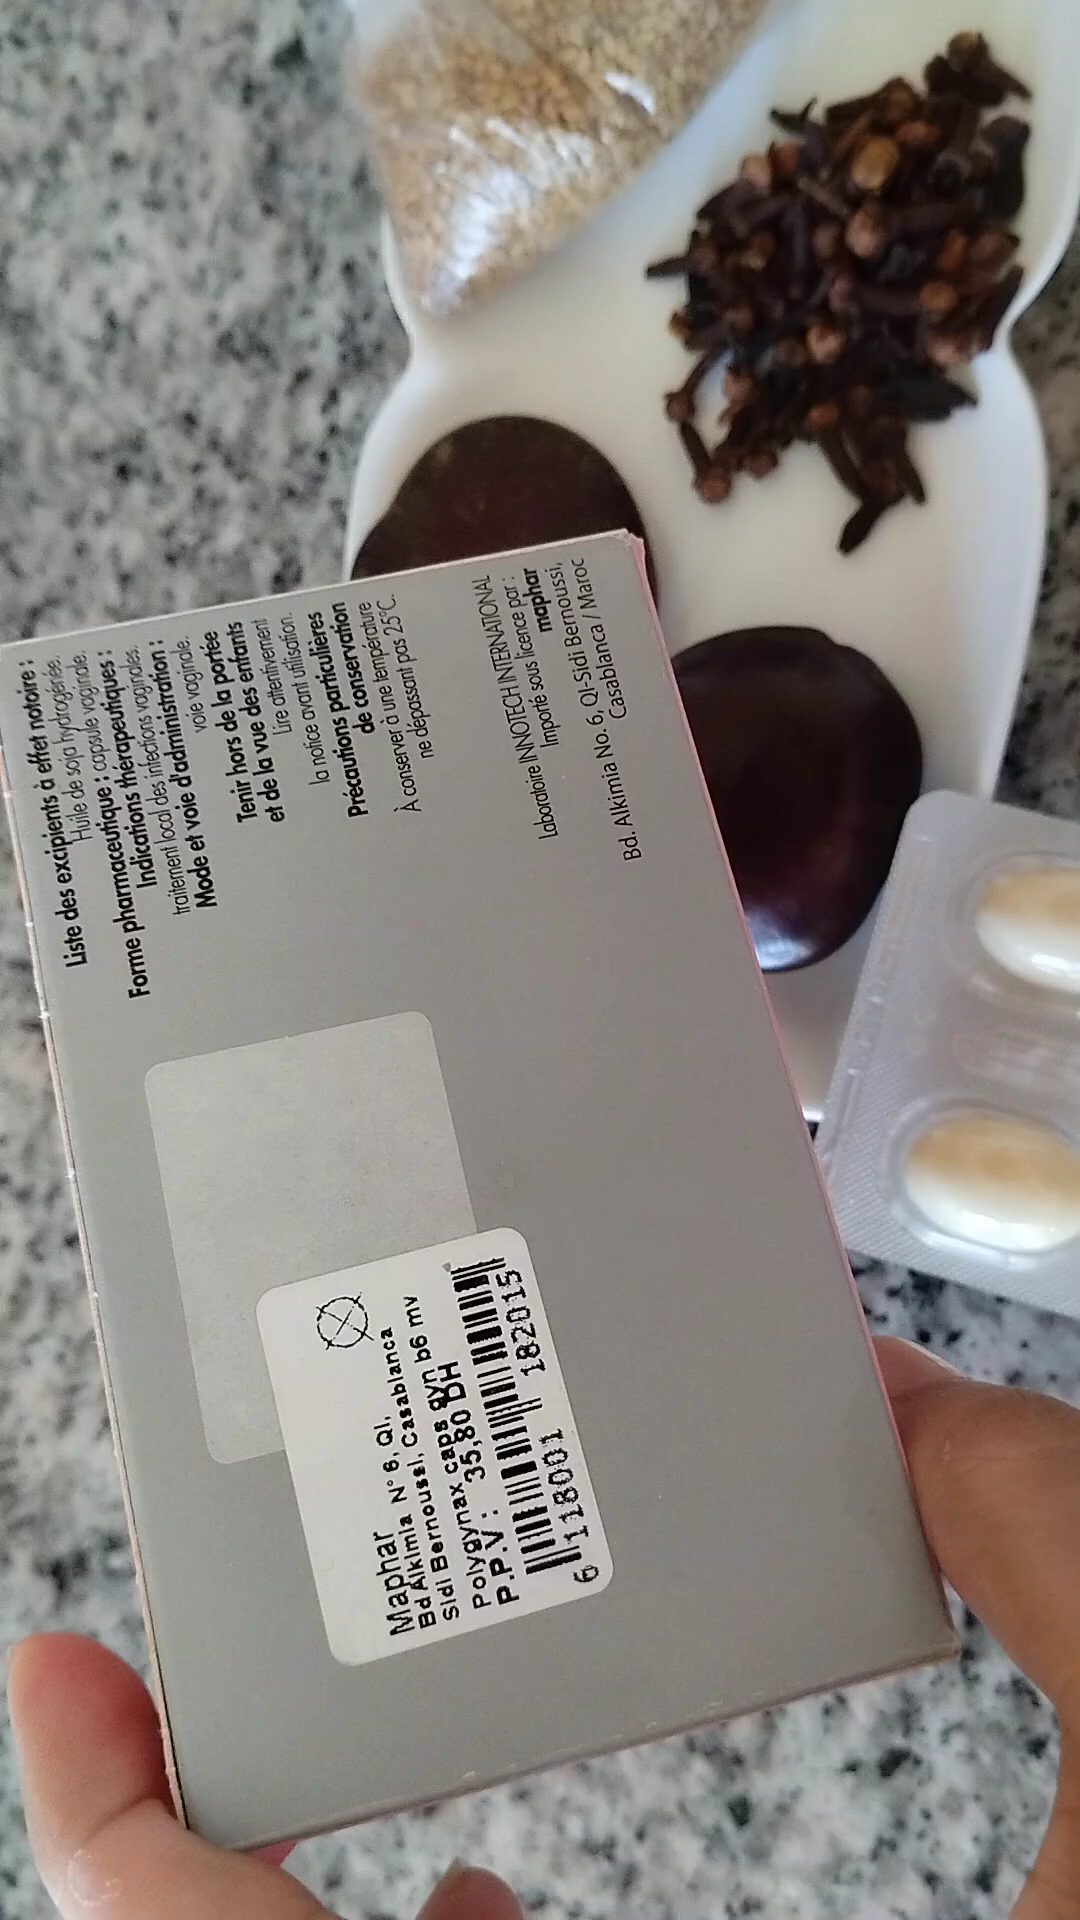 Liste des excipients à effet notoire :
Huile de soja hydrogénée.
Forme pharmaceutique : capsule vaginale.
Indications thérapeutiques :
traitement local des infections vaginales.
Mode et voie d'administration :
voie vaginale.
Tenir hors de la portée
et de la vue des enfants
Lire attentivement
la notice avant utilisation.
Précautions particulières
de conservation
À conserver à une température
ne dépassant pas 25°C.
Laboratoire INNOTECH INTERNATIONAL
Importé sous licence par :
maphar
Bd. Alkimia No. 6, QI-Sidi Bernoussi,
Casablanca / Maroc
Maphar
Bd Alkimia N° 6, QI,
Sidi Bernoussi, Casablanca
Polygynax caps gyn b6 mv
P.P.V : 35,80 DH
6 118001 182015